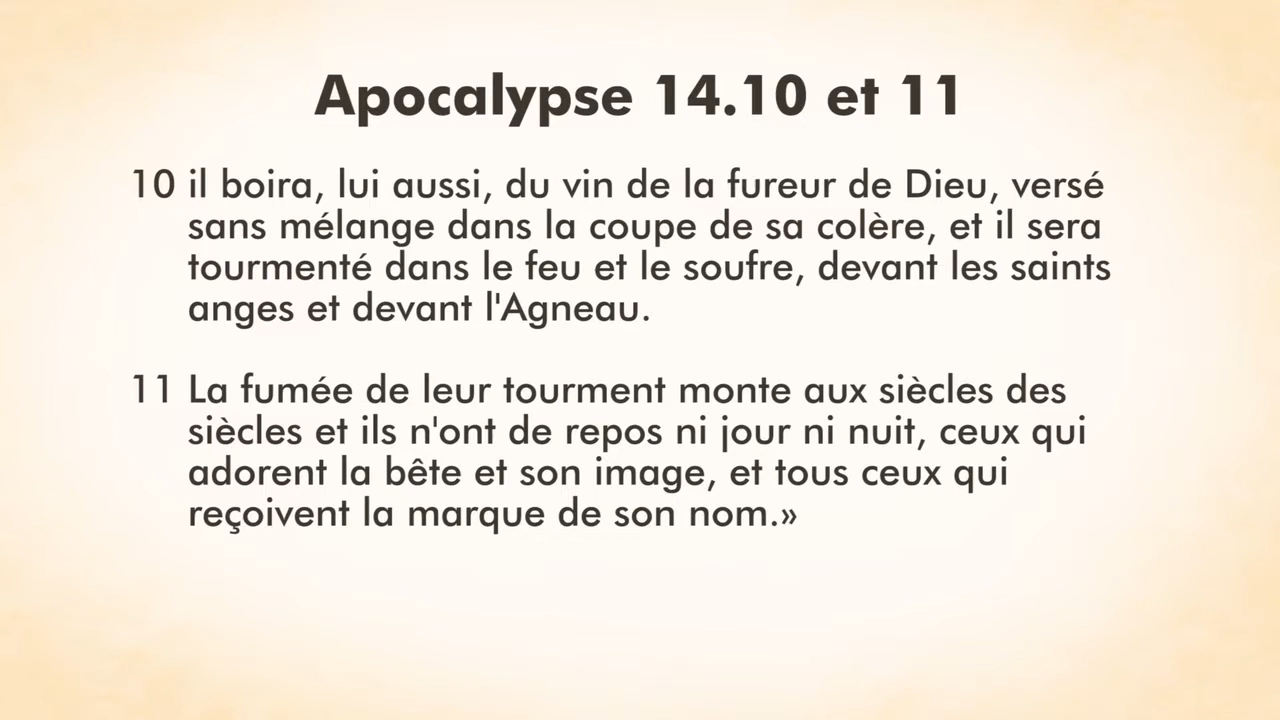 Apocalypse 14.10 et 11
10 il boira, lui aussi, du vin de la fureur de Dieu, versé
sans mélange dans la coupe de sa colère, et il sera
tourmenté dans le feu et le soufre, devant les saints
anges et devant l'Agneau.
11 La fumée de leur tourment monte aux siècles des
siècles et ils n'ont de repos ni jour ni nuit, ceux qui
adorent la bête et son image, et tous ceux qui
reçoivent la marque de son nom.»